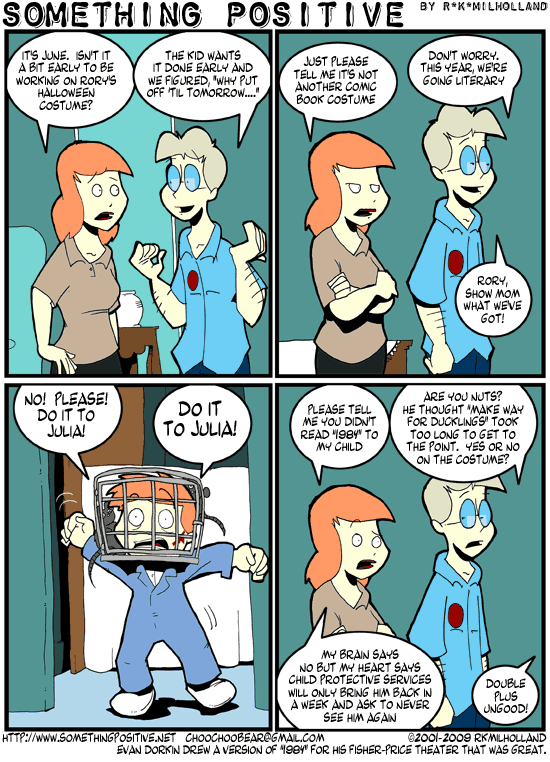 SOMETHING POSITIVE BY R*K*MILHOLLAND
IT'S JUNE. ISN'T IT
A BIT EARLY TO BE
WORKING ON RORY'S
HALLOWEEN
COSTUME?
THE KID WANTS
IT DONE EARLY AND
WE FIGURED, "WHY PUT
OFF 'TIL TOMORROW...."
JUST PLEASE
TELL ME IT'S NOT
ANOTHER COMIC
BOOK COSTUME
DON'T WORRY.
THIS YEAR, WE'RE
GOING LITERARY
RORY,
SHOW MOM
WHAT WE'VE
GOT!
NO! PLEASE!
DO IT TO
JULIA!
DO IT
TO JULIA!
PLEASE TELL
ME YOU DIDN'T
READ "1984" TO
MY CHILD
ARE YOU NUTS?
HE THOUGHT "MAKE WAY
FOR DUCKLINGS" TOOK
TOO LONG TO GET TO
THE POINT. YES OR NO
ON THE COSTUME?
MY BRAIN SAYS
NO BUT MY HEART SAYS
CHILD PROTECTIVE SERVICES
WILL ONLY BRING HIM BACK IN
A WEEK AND ASK TO NEVER
SEE HIM AGAIN
DOUBLE
PLUS
UNGOOD!
HTTP://WWW.SOMETHINGPOSITIVE.NET CHOOCHOOBEAR@GMAIL.COM ©2001-2009 RKMILHOLLAND
EVAN DORKIN DREW A VERSION OF "1984" FOR HIS FISHER-PRICE THEATER THAT WAS GREAT.